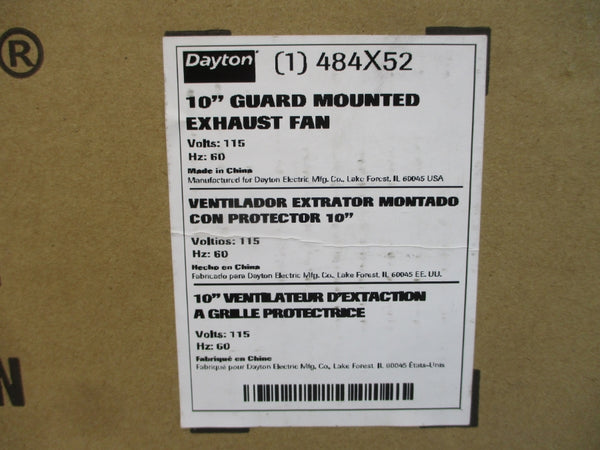 ®
Dayton® (1) 484X52
10" GUARD MOUNTED
EXHAUST FAN
Volts: 115
Hz: 60
Made in China
Manufactured for Dayton Electric Mfg. Co., Lake Forest, IL 60045 USA
VENTILADOR EXTRATOR MONTADO
CON PROTECTOR 10"
Voltios: 115
Hz: 60
Hecho en China
Fabricado para Dayton Electric Mfg. Co., Lake Forest, IL 60045 EE. UU.
10" VENTILATEUR D'EXTACTION
A GRILLE PROTECTRICE
Volts: 115
Hz: 60
Fabriqué en Chine
Fabriqué pour Dayton Electric Mfg. Co., Lake Forest, IL 60045 États-Unis
N